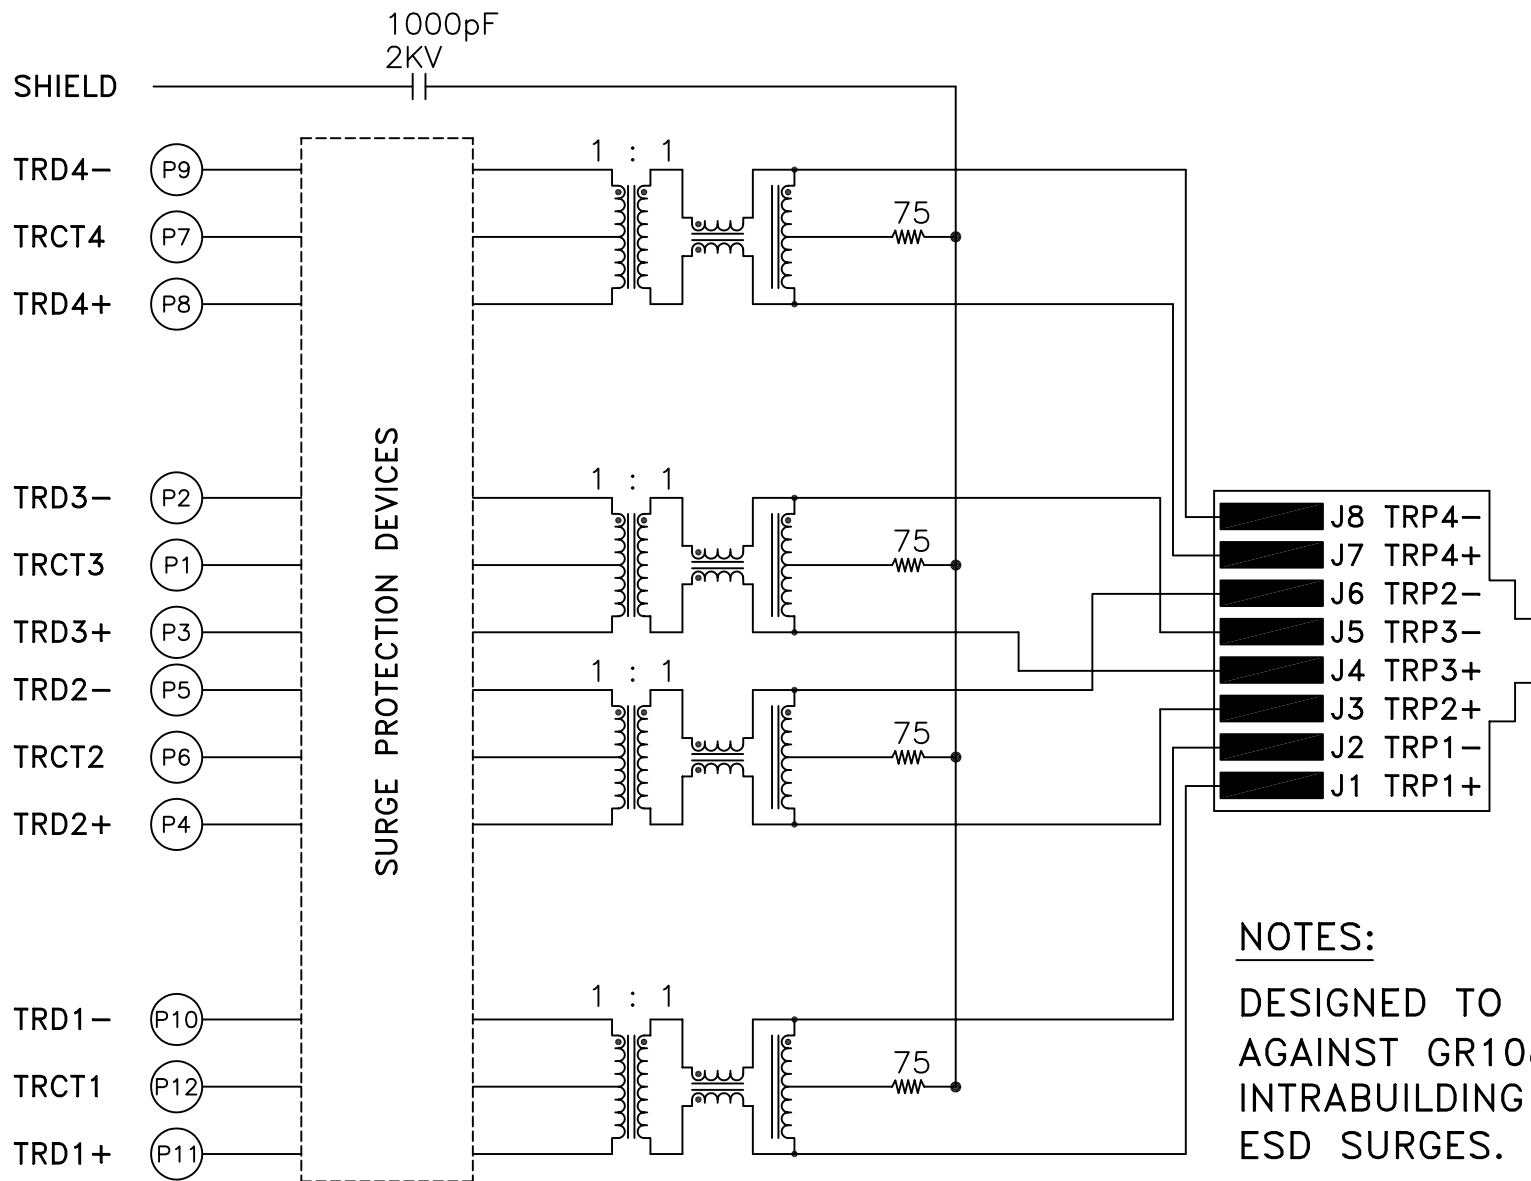 1000pF
2KV
SHIELD
TRD4- P9 1 : 1
TRCT4 P7 75
TRD4+ P8
TRD3- P2 1 : 1
TRCT3 P1 75
TRD3+ P3
TRD2- P5 1 : 1
TRCT2 P6 75
TRD2+ P4
TRD1- P10 1 : 1
TRCT1 P12 75
TRD1+ P11
SURGE PROTECTION DEVICES
J8 TRP4-
J7 TRP4+
J6 TRP2-
J5 TRP3-
J4 TRP3+
J3 TRP2+
J2 TRP1-
J1 TRP1+
NOTES:
DESIGNED TO
AGAINST
INTRABUILDING
ESD SURGES.